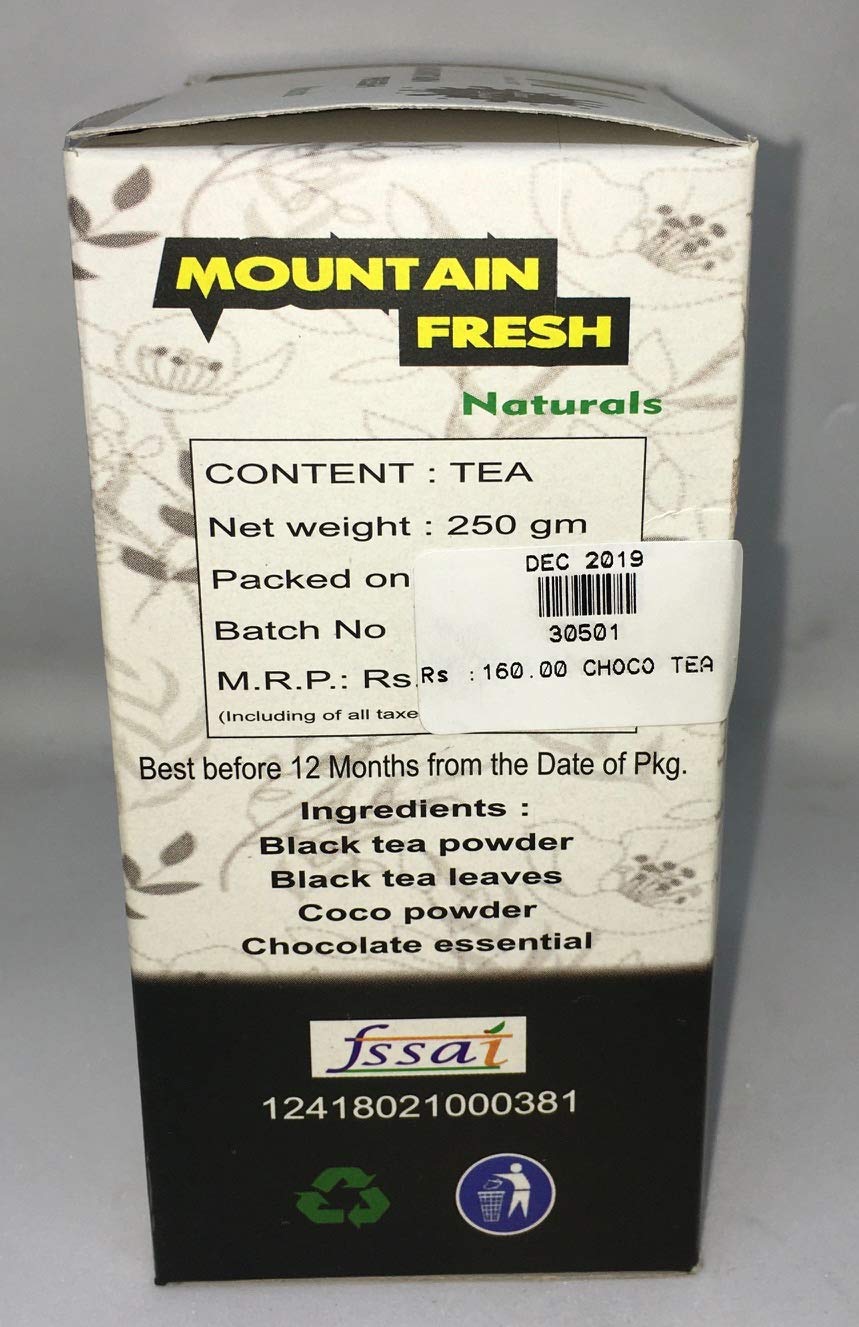 MOUNTAIN
FRESH
Naturals
CONTENT : TEA
Net weight : 250 gm
Packed on
Batch No
M.R.P.: Rs.
(Including of all taxe
DEC 2019
30501
Rs :160.00 CHOCO TEA
Best before 12 Months from the Date of Pkg.
Ingredients :
Black tea powder
Black tea leaves
Coco powder
Chocolate essential
fssai
12418021000381